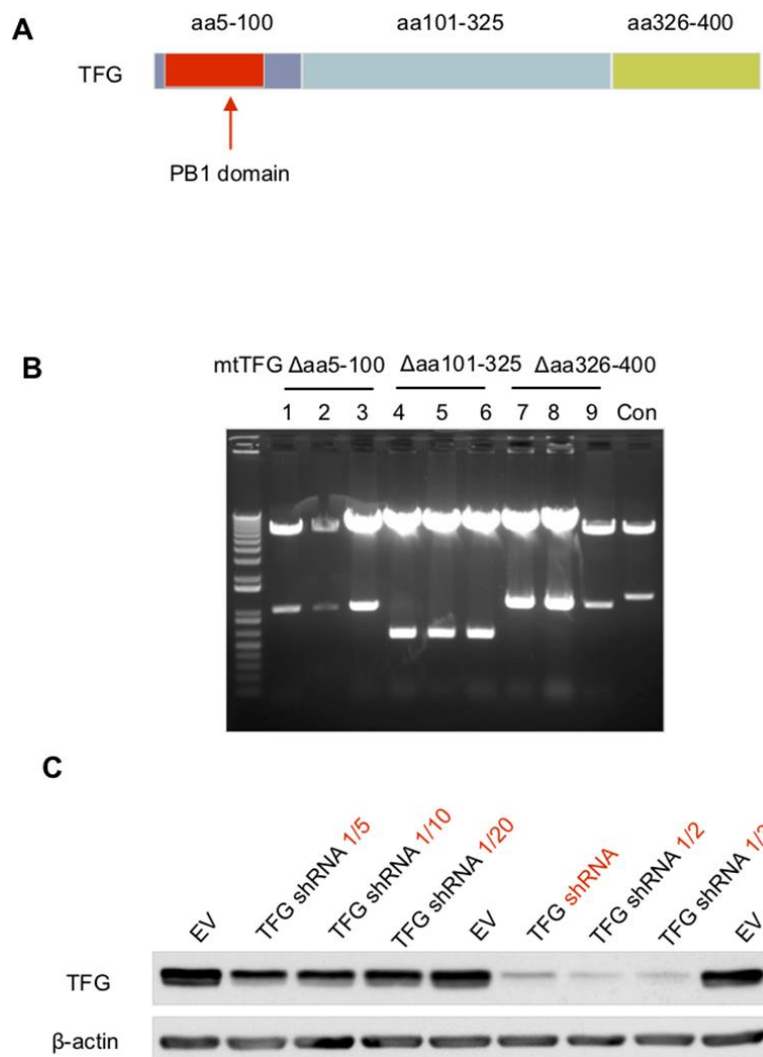 A
aa5-100 aa101-325 aa326-400
TFG
PB1 domain
B
mtTFG Δaa5-100 Δaa101-325 Δaa326-400
1 2 3 4 5 6 7 8 9 Con
C
EV TFG shRNA 1/5 TFG shRNA 1/10 TFG shRNA 1/20 EV TFG shRNA TFG shRNA 1/2 TFG shRNA EV
TFG
β-actin